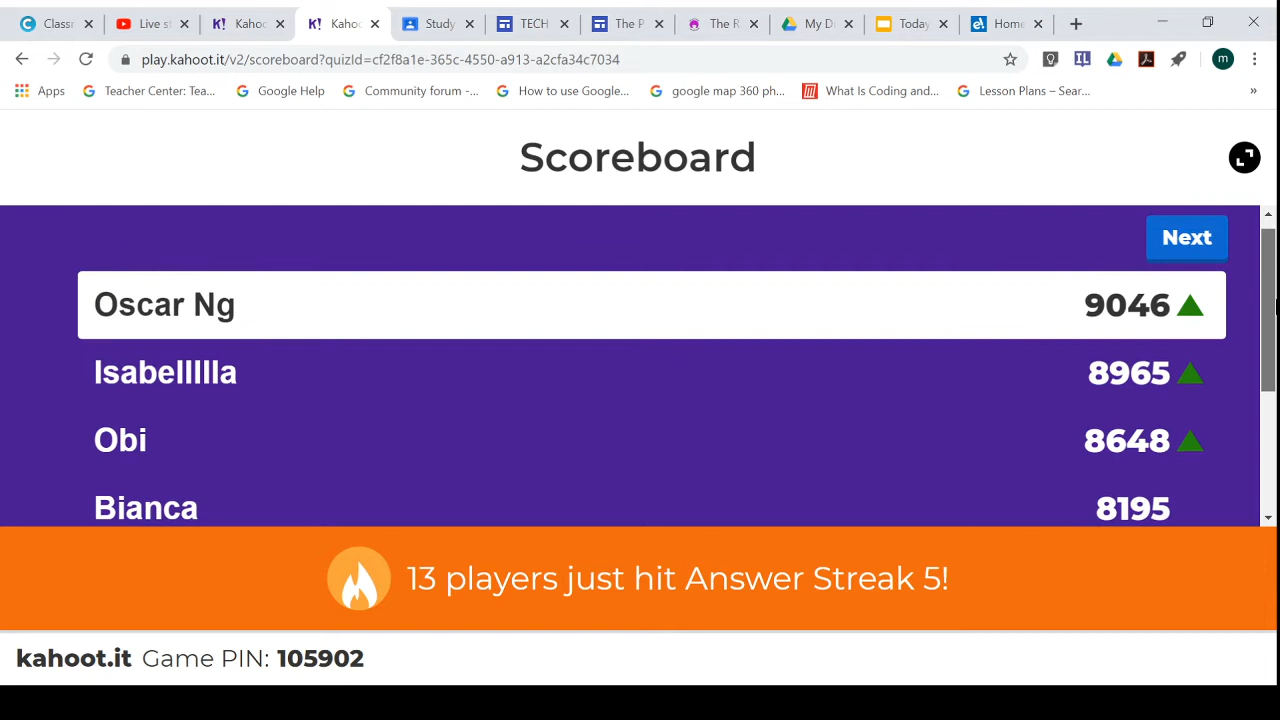 Classr Live st Kahoo Kahoo Study TECH The P The R My D Today Home
play.kahoot.it/v2/scoreboard?quizId=cf2f8a1e-365c-4550-a913-a2cfa34c7034
Apps Teacher Center: Tea... Google Help Community forum -... How to use Google... google map 360 ph... What Is Coding and... Lesson Plans – Sear... »
Scoreboard
Next
Oscar Ng 9046
Isabellllla 8965
Obi 8648
Bianca 8195
13 players just hit Answer Streak 5!
kahoot.it Game PIN: 105902